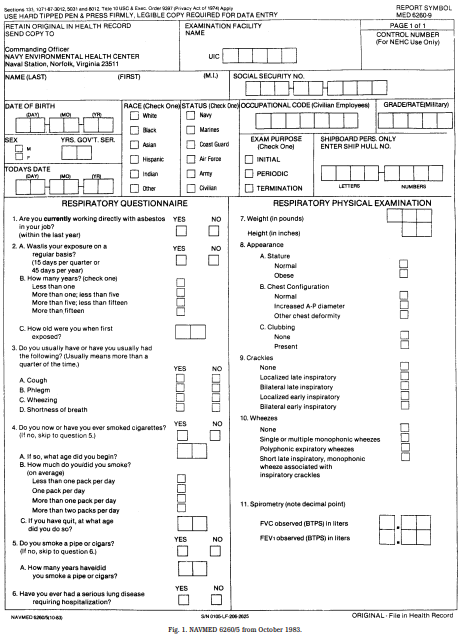 Sections 133, 1071-87-3012, 5031 and 8012, Title 10 USC & Exec. Order 9397 (Privacy Act of 1974) Apply
USE HARD TIPPED PEN & PRESS FIRMLY, LEGIBLE COPY REQUIRED FOR DATA ENTRY
REPORT SYMBOL
MED 6260-9
RETAIN ORIGINAL IN HEALTH RECORD
SEND COPY TO
Commanding Officer
NAVY ENVIRONMENTAL HEALTH CENTER
Naval Station, Norfolk, Virginia 23511
EXAMINATION FACILITY
NAME
UIC
PAGE 1 of 1
CONTROL NUMBER
(For NEHC Use Only)
NAME (LAST) (FIRST) (M.I.)
SOCIAL SECURITY NO.
DATE OF BIRTH
(DAY) (MO) (YR)
SEX
M
F
YRS. GOV'T. SER.
TODAYS DATE
(DAY) (MO) (YR)
RACE (Check One)
White
Black
Asian
Hispanic
Indian
Other
STATUS (Check One)
Navy
Marines
Coast Guard
Air Force
Army
Civilian
OCCUPATIONAL CODE (Civilian Employees)
GRADE/RATE (Military)
EXAM PURPOSE
(Check One)
INITIAL
PERIODIC
TERMINATION
SHIPBOARD PERS. ONLY
ENTER SHIP HULL NO.
LETTERS NUMBERS
RESPIRATORY QUESTIONNAIRE
1. Are you currently working directly with asbestos YES NO
in your job?
(within the last year)
2. A. Was/is your exposure on a YES NO
regular basis?
(15 days per quarter or
45 days per year)
B. How many years? (check one)
Less than one
More than one; less than five
More than five; less than fifteen
More than fifteen
C. How old were you when first
exposed?
3. Do you usually have or have you usually had
the following? (Usually means more than a
quarter of the time.)
YES NO
A. Cough
B. Phlegm
C. Wheezing
D. Shortness of breath
4. Do you now or have you ever smoked cigarettes? YES NO
(If no, skip to question 5.)
A. If so, what age did you begin?
B. How much do you/did you smoke?
(on average)
Less than one pack per day
One pack per day
More than one pack per day
More than two packs per day
C. If you have quit, at what age
did you do so?
5. Do you smoke a pipe or cigars? YES NO
(If no, skip to question 6.)
A. How many years have/did
you smoke a pipe or cigars?
6. Have you ever had a serious lung disease YES NO
requiring hospitalization?
RESPIRATORY PHYSICAL EXAMINATION
7. Weight (in pounds)
Height (in inches)
8. Appearance
A. Stature
Normal
Obese
B. Chest Configuration
Normal
Increased A-P diameter
Other chest deformity
C. Clubbing
None
Present
9. Crackles
None
Localized late inspiratory
Bilateral late inspiratory
Localized early inspiratory
Bilateral early inspiratory
10. Wheezes
None
Single or multiple monophonic wheezes
Polyphonic expiratory wheezes
Short late inspiratory, monophonic
wheeze associated with
inspiratory crackles
11. Spirometry (note decimal point)
FVC observed (BTPS) in liters
FEV1 observed (BTPS) in liters
NAVMED 6260/5 (10-83)
S/N 0105-LF-206-2625
ORIGINAL - File in Health Record
Fig. 1. NAVMED 6260/5 from October 1983.